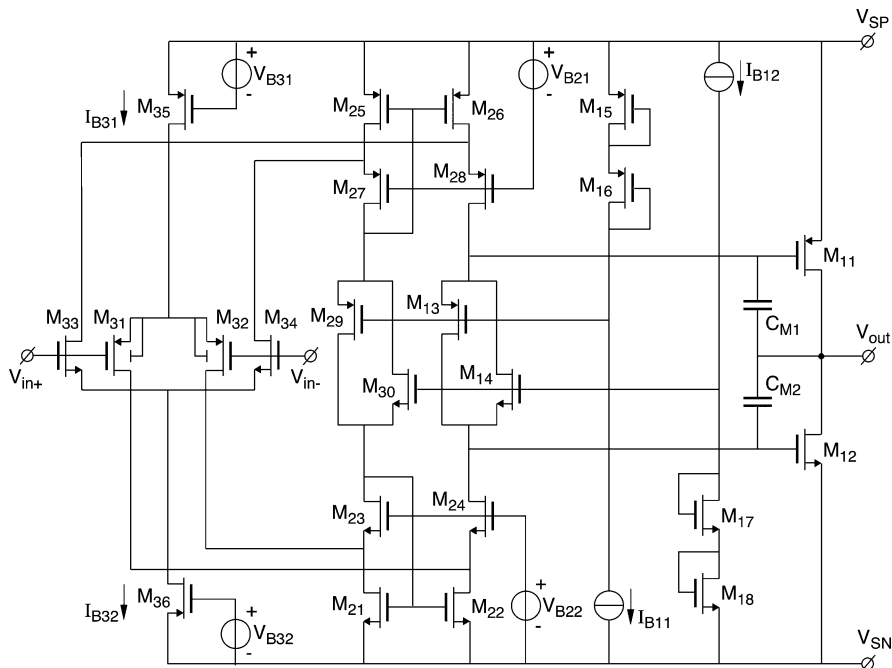 V_SP
+
V_B31
-
+
V_B21
-
I_B12
I_B31
M_35
M_25
M_26
M_15
M_27
M_28
M_16
M_11
M_33
M_31
M_32
M_34
M_29
M_13
C_M1
V_out
V_in+
V_in-
M_30
M_14
C_M2
M_12
M_23
M_24
M_17
I_B32
M_36
+
V_B32
-
M_21
M_22
+
V_B22
-
I_B11
M_18
V_SN